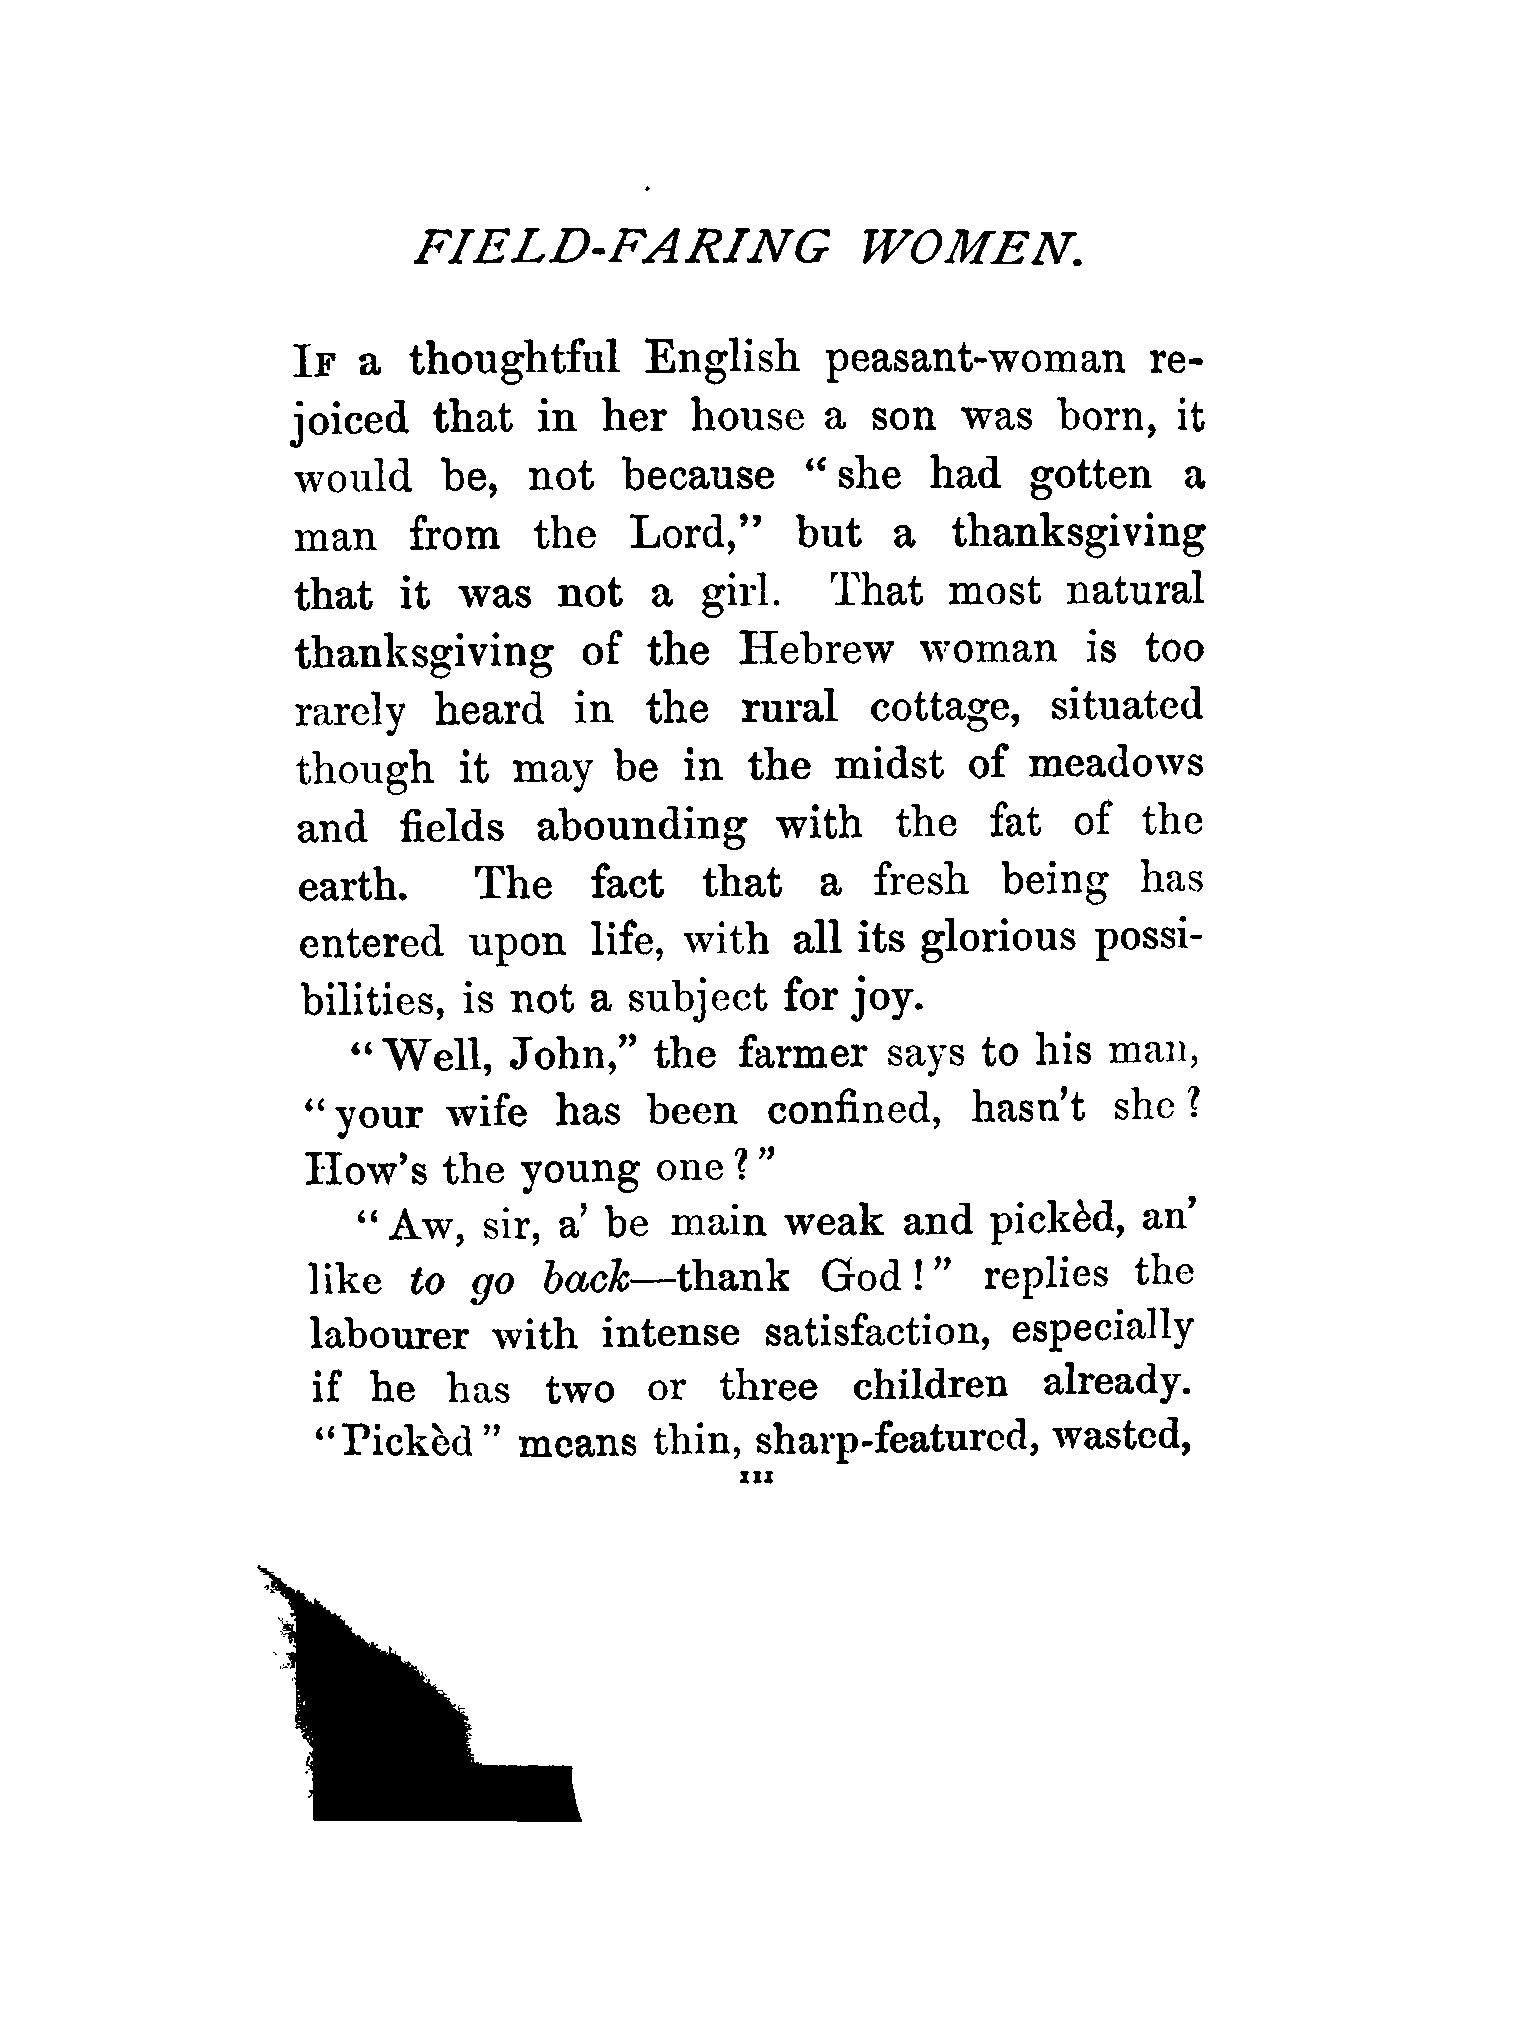 FIELD-FARING WOMEN.
IF a thoughtful English peasant-woman re-
joiced that in her house a son was born, it
would be, not because "she had gotten a
man from the Lord," but a thanksgiving
that it was not a girl. That most natural
thanksgiving of the Hebrew woman is too
rarely heard in the rural cottage, situated
though it may be in the midst of meadows
and fields abounding with the fat of the
earth. The fact that a fresh being has
entered upon life, with all its glorious possi-
bilities, is not a subject for joy.
"Well, John," the farmer says to his man,
"your wife has been confined, hasn't she?
How's the young one?"
"Aw, sir, a' be main weak and pickèd, an'
like to go back—thank God!" replies the
labourer with intense satisfaction, especially
if he has two or three children already.
"Pickèd" means thin, sharp-featured, wasted,
111